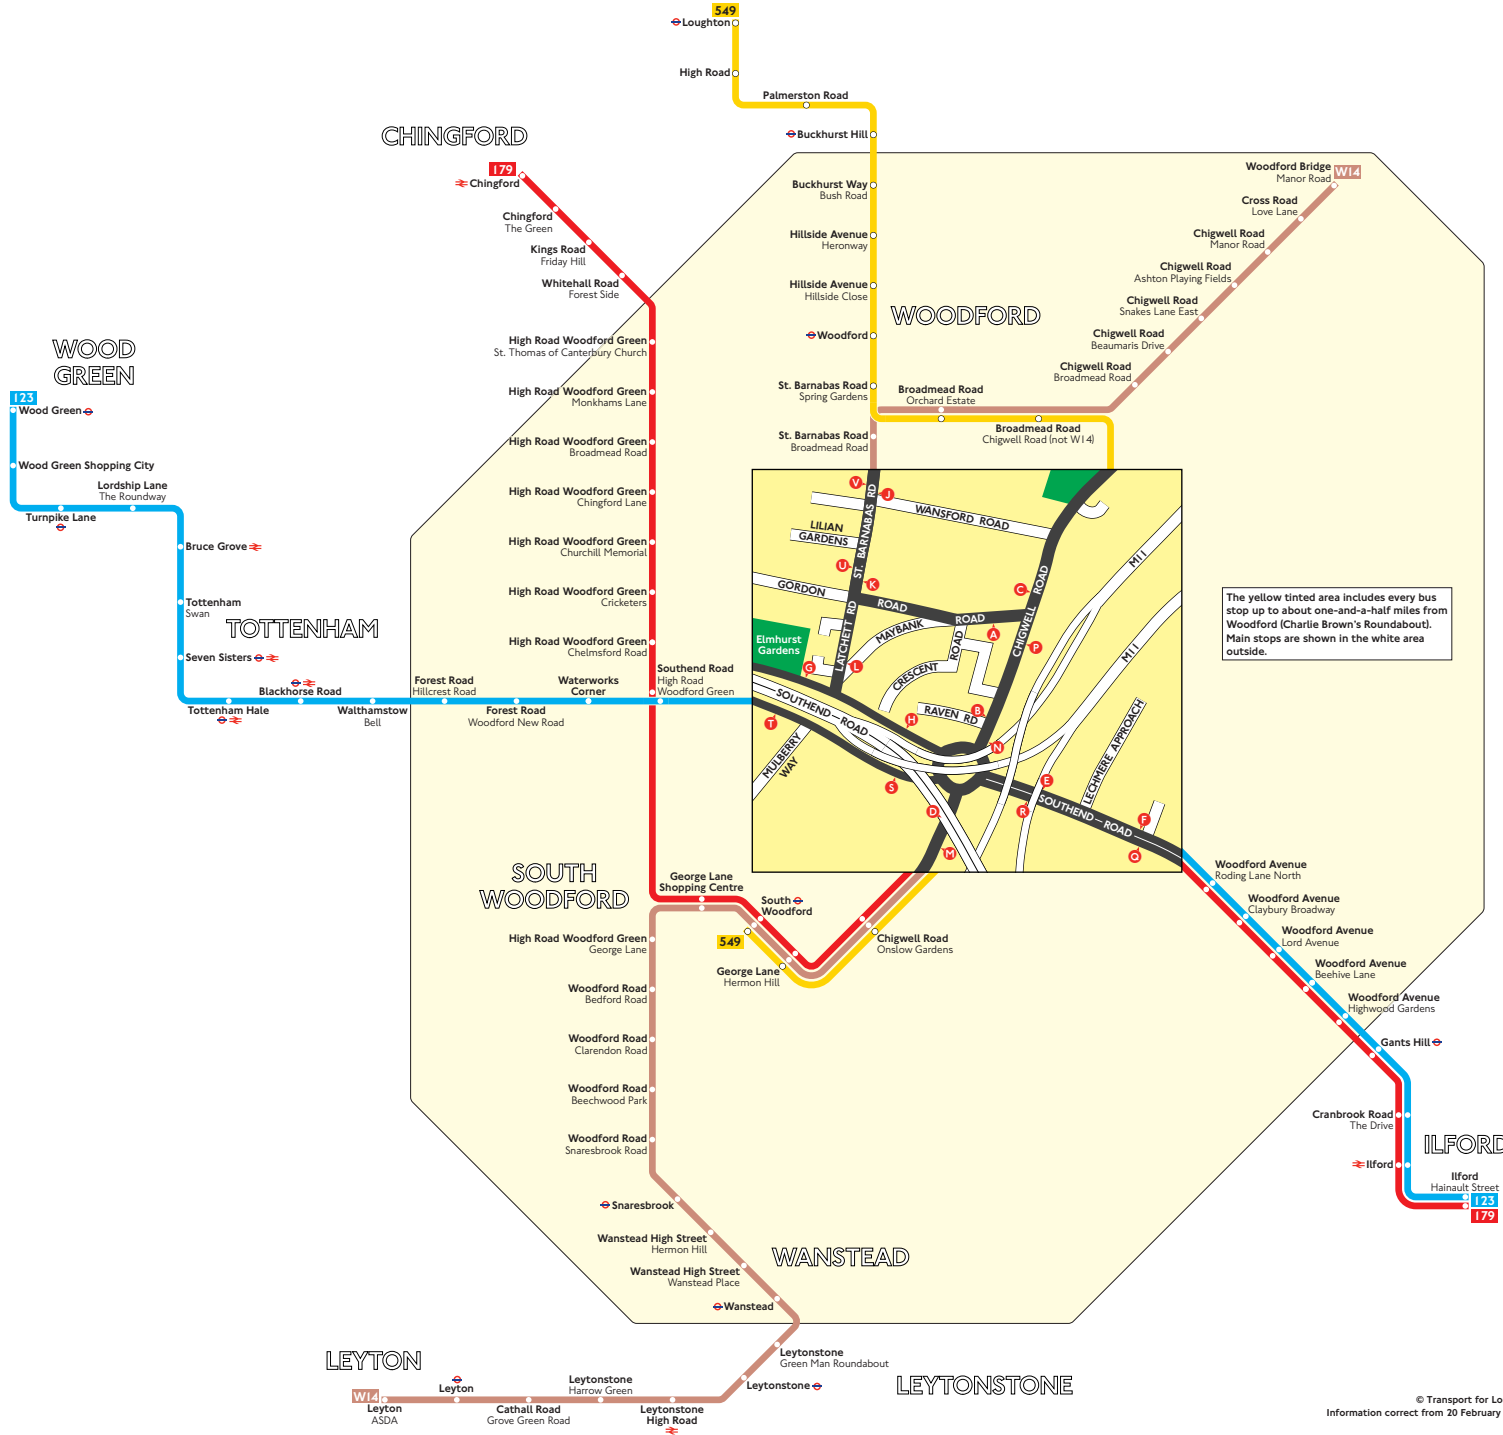 549
Loughton
High Road
Palmerston Road
Buckhurst Hill
CHINGFORD
179
Chingford
Chingford
The Green
Kings Road
Friday Hill
Whitehall Road
Forest Side
Buckhurst Way
Bush Road
Hillside Avenue
Heronway
Hillside Avenue
Hillside Close
Woodford
St. Barnabas Road
Spring Gardens
St. Barnabas Road
Broadmead Road
WOODFORD
Woodford Bridge
Manor Road
W14
Cross Road
Love Lane
Chigwell Road
Manor Road
Chigwell Road
Ashton Playing Fields
Chigwell Road
Snakes Lane East
Chigwell Road
Beaumaris Drive
Chigwell Road
Broadmead Road
Broadmead Road
Orchard Estate
Broadmead Road
Chigwell Road (not W14)
WOOD
GREEN
123
Wood Green
Wood Green Shopping City
Lordship Lane
The Roundway
Turnpike Lane
Bruce Grove
Tottenham
Swan
TOTTENHAM
Seven Sisters
Tottenham Hale
Blackhorse Road
Walthamstow
Bell
Forest Road
Hillcrest Road
Forest Road
Woodford New Road
Waterworks
Corner
Southend Road
High Road
Woodford Green
High Road Woodford Green
St. Thomas of Canterbury Church
High Road Woodford Green
Monkhams Lane
High Road Woodford Green
Broadmead Road
High Road Woodford Green
Chingford Lane
High Road Woodford Green
Churchill Memorial
High Road Woodford Green
Cricketers
High Road Woodford Green
Chelmsford Road
V
J
ST. BARNABAS RD
WANSFORD ROAD
LILIAN
GARDENS
U
K
GORDON
ROAD
ROAD
C
CHIGWELL
ROAD
M11
M11
Elmhurst
Gardens
LATCHETT RD
MAYBANK
ROAD
CRESCENT
A
P
G
L
SOUTHEND ROAD
T
MULBERRY
WAY
H
RAVEN RD
B
N
S
D
M
E
R
SOUTHEND ROAD
LECHMERE APPROACH
F
Q
The yellow tinted area includes every bus
stop up to about one-and-a-half miles from
Woodford (Charlie Brown's Roundabout).
Main stops are shown in the white area
outside.
SOUTH
WOODFORD
George Lane
Shopping Centre
South
Woodford
549
George Lane
Hermon Hill
Chigwell Road
Onslow Gardens
High Road Woodford Green
George Lane
Woodford Road
Bedford Road
Woodford Road
Clarendon Road
Woodford Road
Beechwood Park
Woodford Road
Snaresbrook Road
Snaresbrook
Wanstead High Street
Hermon Hill
Wanstead High Street
Wanstead Place
Wanstead
WANSTEAD
Leytonstone
Green Man Roundabout
Leytonstone
LEYTONSTONE
LEYTON
W14
Leyton
ASDA
Leyton
Cathall Road
Grove Green Road
Leytonstone
Harrow Green
Leytonstone
High Road
Woodford Avenue
Roding Lane North
Woodford Avenue
Claybury Broadway
Woodford Avenue
Lord Avenue
Woodford Avenue
Beehive Lane
Woodford Avenue
Highwood Gardens
Gants Hill
Cranbrook Road
The Drive
ILFORD
Ilford
Ilford
Hainault Street
123
179
© Transport for Lo
Information correct from 20 February